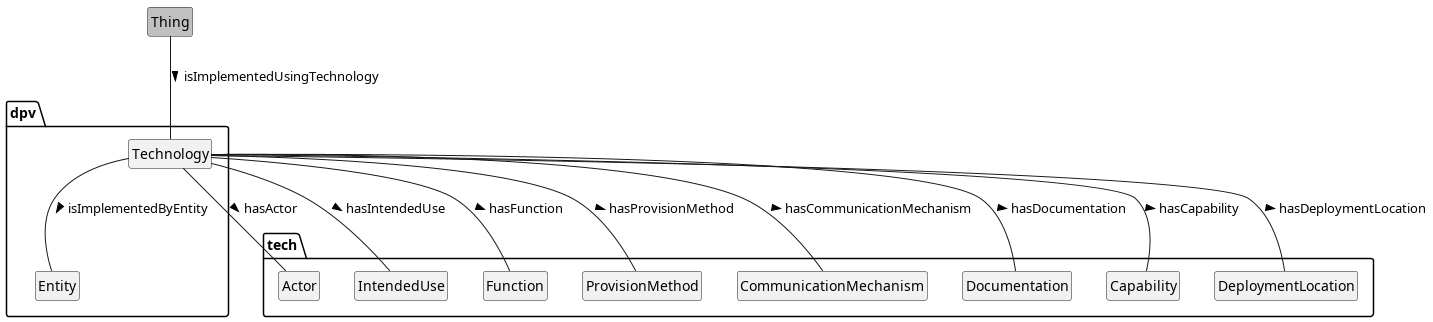 Thing
isImplementedUsingTechnology
dpv
Technology
isImplementedByEntity
hasActor
hasIntendedUse
hasFunction
hasProvisionMethod
hasCommunicationMechanism
hasDocumentation
hasCapability
hasDeploymentLocation
tech
Entity
Actor
IntendedUse
Function
ProvisionMethod
CommunicationMechanism
Documentation
Capability
DeploymentLocation